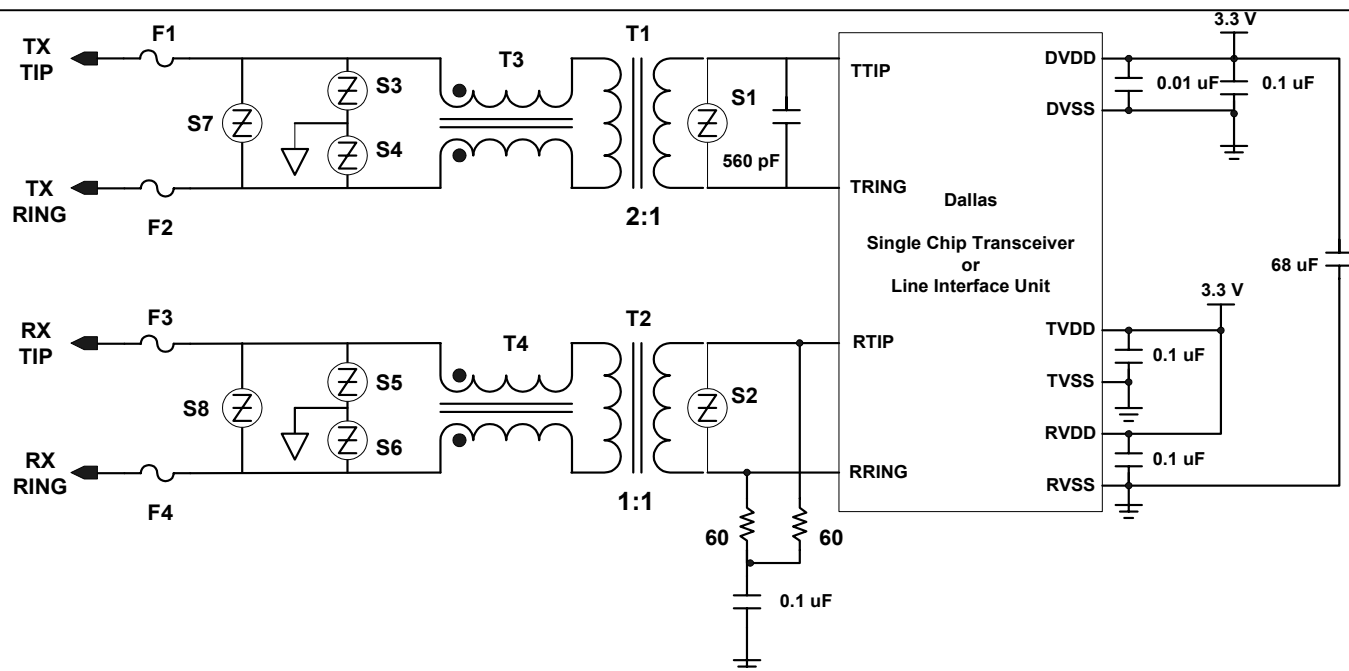 TX
TIP
F1
S7
S3
S4
T3
T1
S1
560 pF
2:1
TX
RING
F2
TTIP
TRING
Dallas
Single Chip Transceiver
or
Line Interface Unit
DVDD
DVSS
3.3 V
0.01 uF
0.1 uF
68 uF
RX
TIP
F3
S8
S5
S6
T4
T2
S2
1:1
RX
RING
F4
RTIP
RRING
60
60
0.1 uF
TVDD
TVSS
RVDD
RVSS
3.3 V
0.1 uF
0.1 uF